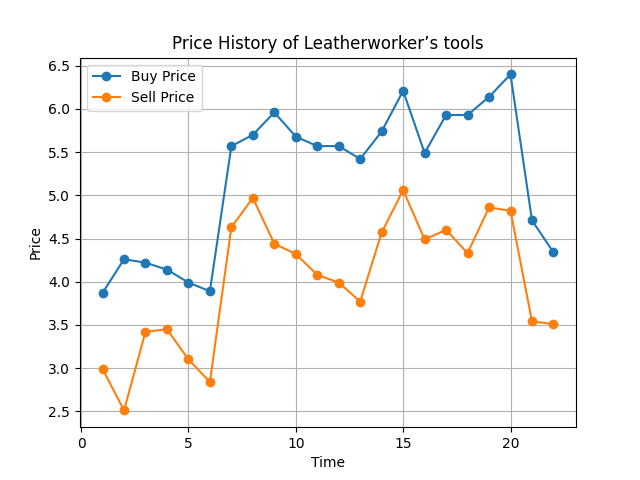 Price History of Leatherworker’s tools
Buy Price
Sell Price
6.5
6.0
5.5
5.0
4.5
4.0
3.5
3.0
2.5
Price
0 5 10 15 20
Time